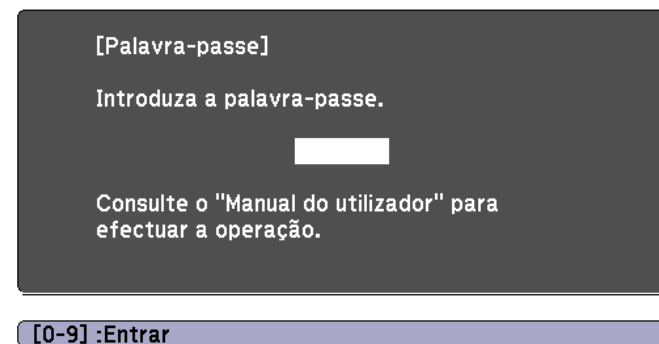 [Palavra-passe]
Introduza a palavra-passe.
Consulte o "Manual do utilizador" para
efectuar a operação.
[0-9] :Entrar